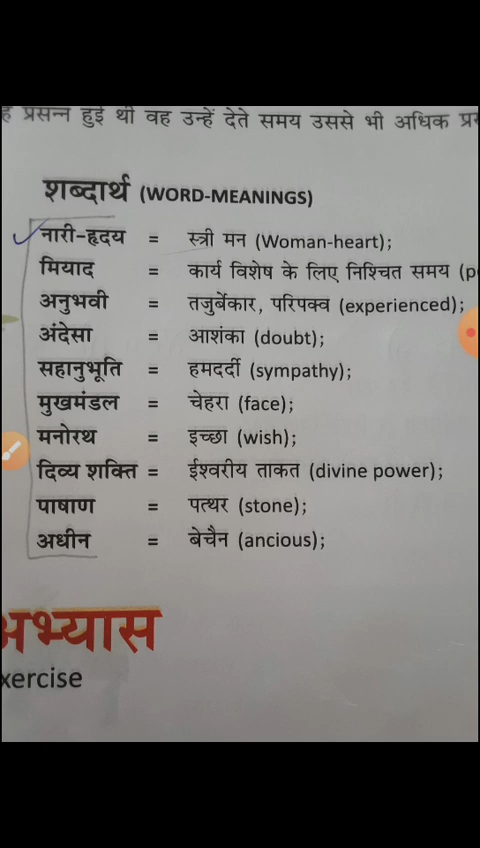 प्रसन्न हुई थी वह उन्हें देते समय उससे भी अधिक
शब्दार्थ (WORD-MEANINGS)
नारी-हृदय = स्त्री मन (Woman-heart);
मियाद = कार्य विशेष के लिए निश्चित समय
अनुभवी = तजुर्बेकार, परिपक्व (experienced);
अंदेसा = आशंका (doubt);
सहानुभूति = हमदर्दी (sympathy);
मुखमंडल = चेहरा (face);
मनोरथ = इच्छा (wish);
दिव्य शक्ति = ईश्वरीय ताकत (divine power);
पाषाण = पत्थर (stone);
अधीन = बेचैन (ancious);
अभ्यास
xercise